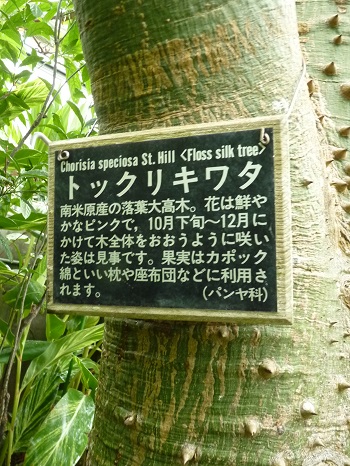 Chorisia speciosa St. Hill <Floss silk tree>
トックリキワタ
南米原産の落葉大高木。花は鮮や
かなピンクで,10月下旬〜12月に
かけて木全体をおおうように咲い
た姿は見事です。果実はカポック
綿といい枕や座布団などに利用さ
れます。 (パンヤ科)